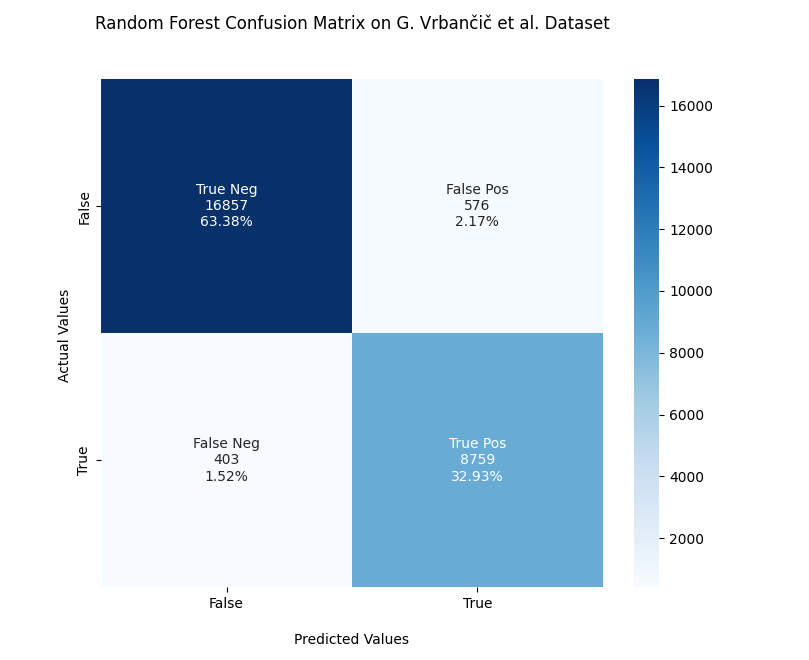 Random Forest Confusion Matrix on G. Vrbančič et al. Dataset
True Neg
16857
63.38%
False Pos
576
2.17%
False Neg
403
1.52%
True Pos
8759
32.93%
Actual Values
False
True
False
True
Predicted Values
16000
14000
12000
10000
8000
6000
4000
2000